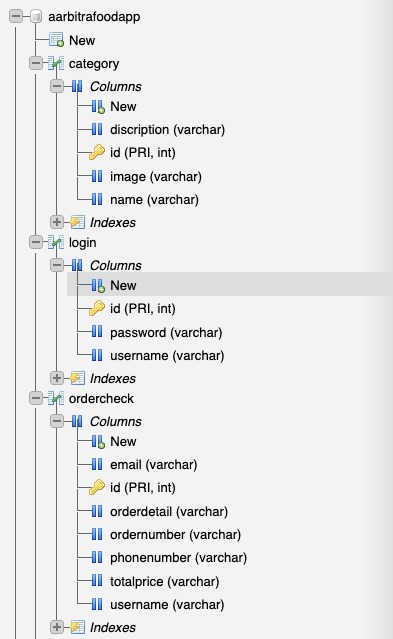 aarbitrafoodapp
New
category
Columns
New
discription (varchar)
id (PRI, int)
image (varchar)
name (varchar)
Indexes
login
Columns
New
id (PRI, int)
password (varchar)
username (varchar)
Indexes
ordercheck
Columns
New
email (varchar)
id (PRI, int)
orderdetail (varchar)
ordernumber (varchar)
phonenumber (varchar)
totalprice (varchar)
username (varchar)
Indexes